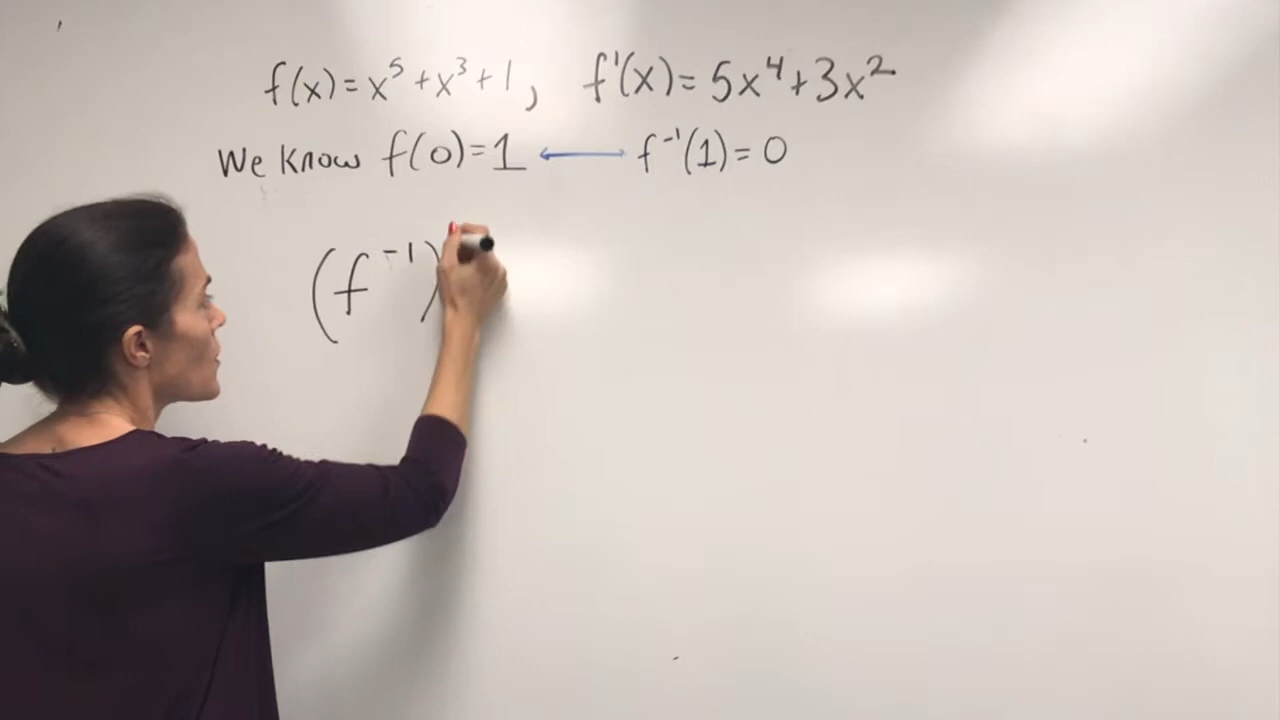 f(x)=x⁵+x³+1, f'(x)=5x⁴+3x²
We know f(0)=1 ⟵ f⁻¹(1)=0
(f⁻¹)